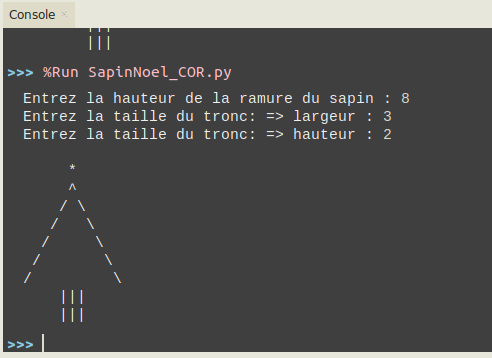 Console ×
|||
|||
>>> %Run SapinNoel_COR.py
Entrez la hauteur de la ramure du sapin : 8
Entrez la taille du tronc: => largeur : 3
Entrez la taille du tronc: => hauteur : 2
     *
     ^
    / \
   /   \
  /     \
 /       \
/         \
    |||
    |||
>>>